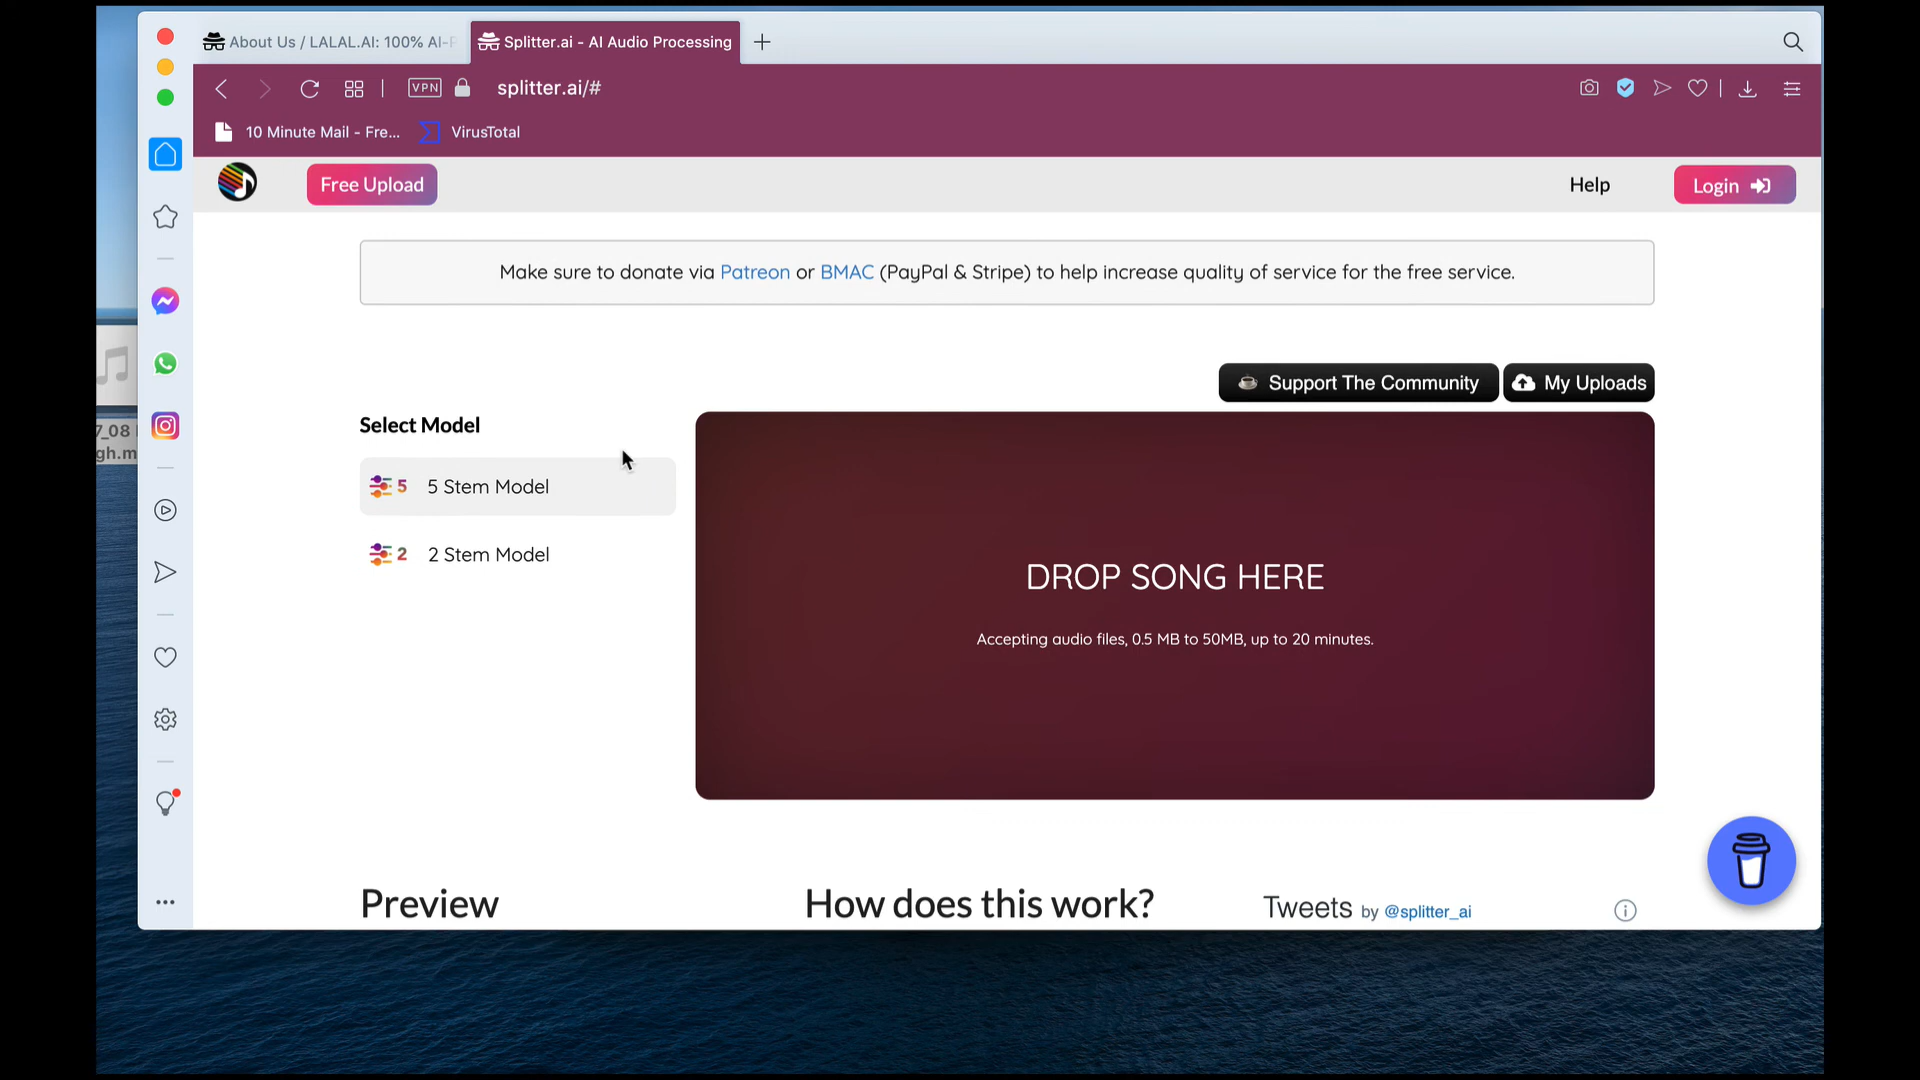 About Us / LALAL.AI: 100% AI-P
Splitter.ai - AI Audio Processing
VPN
splitter.ai/#
10 Minute Mail - Fre...
VirusTotal
Free Upload
Help
Login
Make sure to donate via Patreon or BMAC (PayPal & Stripe) to help increase quality of service for the free service.
Support The Community
My Uploads
Select Model
7_08
gh.m
5 5 Stem Model
2 2 Stem Model
DROP SONG HERE
Accepting audio files, 0.5 MB to 50MB, up to 20 minutes.
Preview
How does this work?
Tweets by @splitter_ai